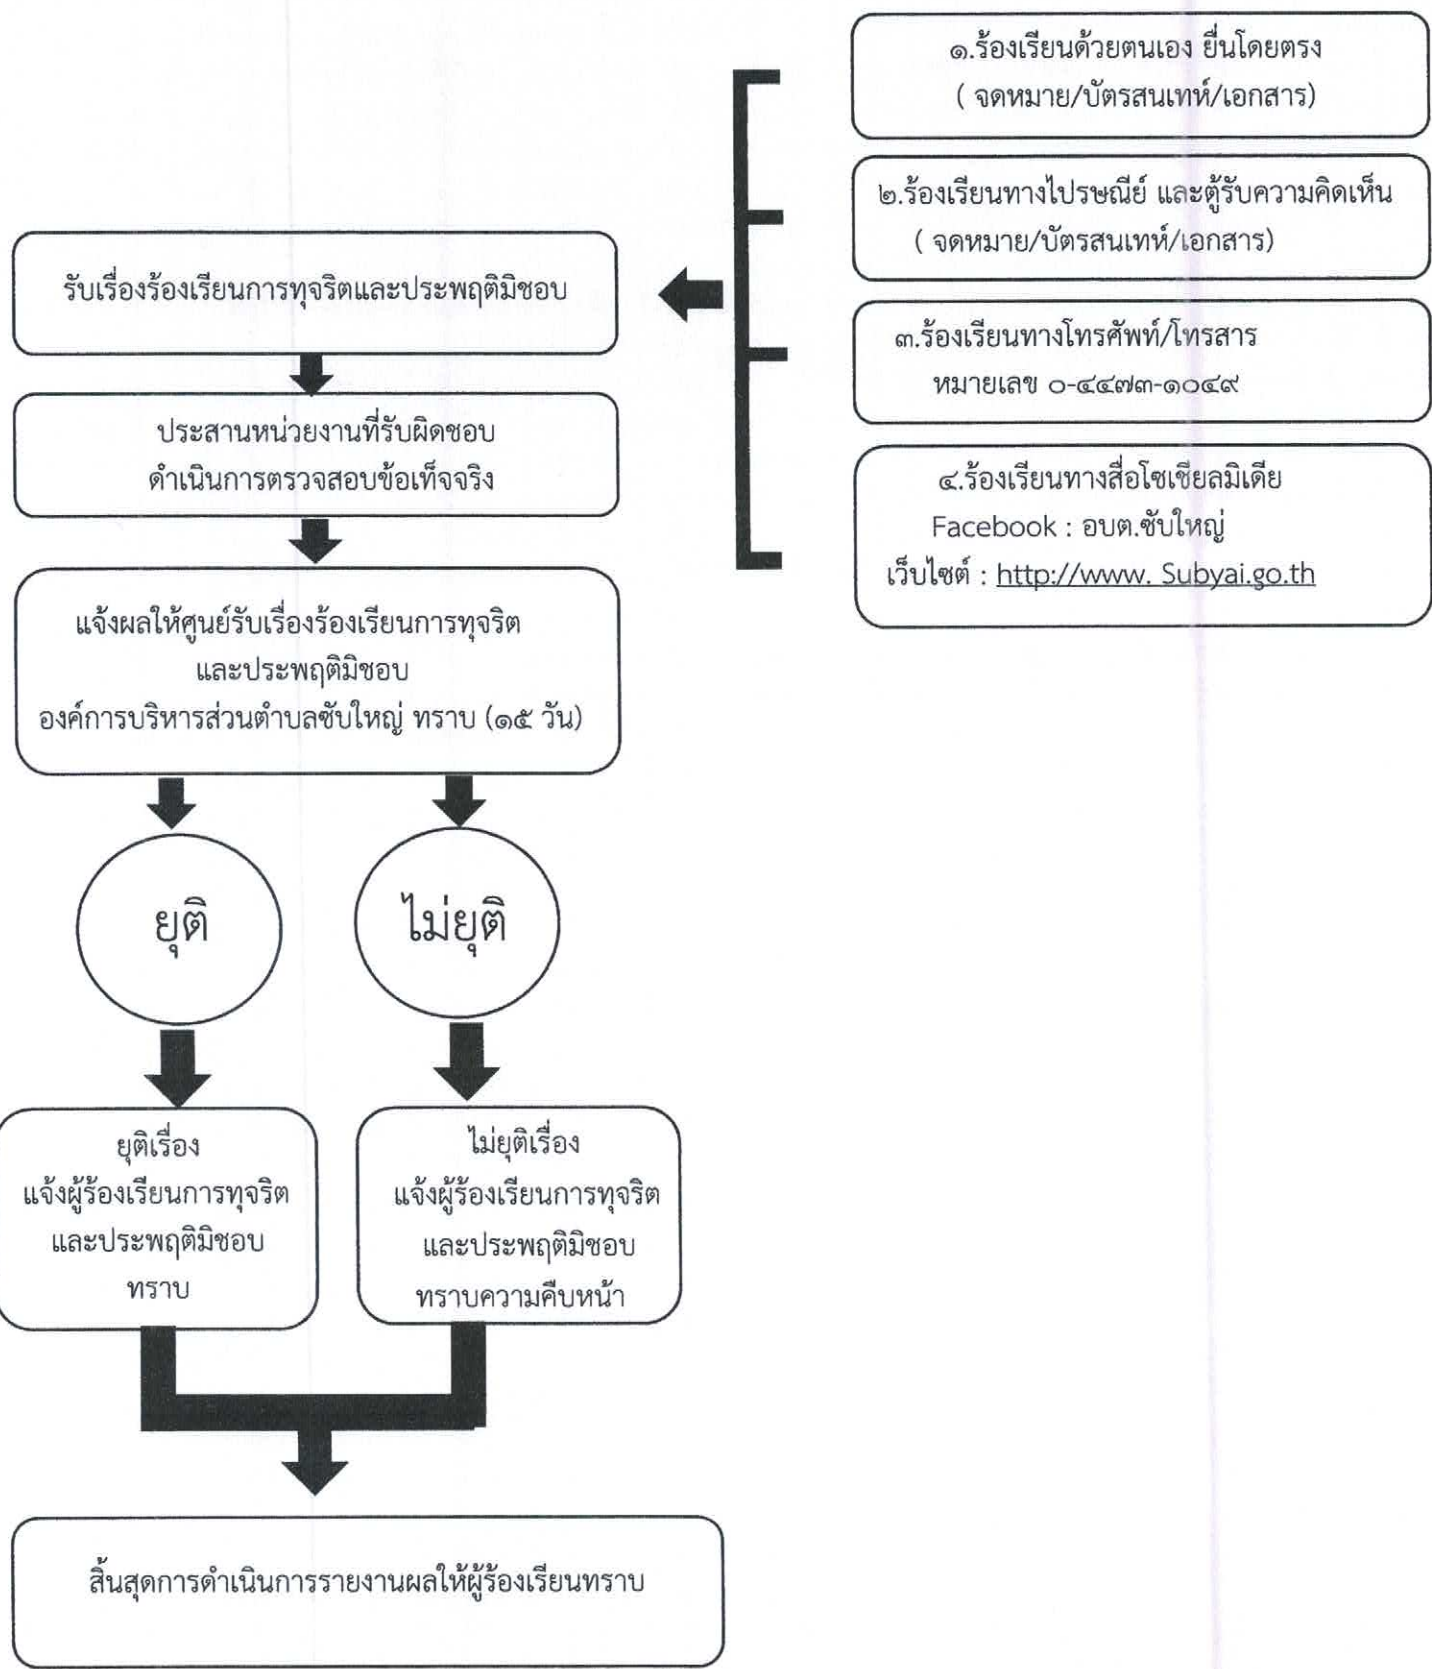 ๑.ร้องเรียนด้วยตนเอง ยื่นโดยตรง
( จดหมาย/บัตรสนเทห์/เอกสาร)
๒.ร้องเรียนทางไปรษณีย์ และตู้รับความคิดเห็น
( จดหมาย/บัตรสนเทห์/เอกสาร)
๓.ร้องเรียนทางโทรศัพท์/โทรสาร
หมายเลข ๐-๔๔๗๓-๑๐๔๙
๔.ร้องเรียนทางสื่อโซเชียลมิเดีย
Facebook : อบต.ซับใหญ่
เว็บไซต์ : http://www. Subyai.go.th
รับเรื่องร้องเรียนการทุจริตและประพฤติมิชอบ
ประสานหน่วยงานที่รับผิดชอบ
ดำเนินการตรวจสอบข้อเท็จจริง
แจ้งผลให้ศูนย์รับเรื่องร้องเรียนการทุจริต
และประพฤติมิชอบ
องค์การบริหารส่วนตำบลซับใหญ่ ทราบ (๑๕ วัน)
ยุติ
ไม่ยุติ
ยุติเรื่อง
แจ้งผู้ร้องเรียนการทุจริต
และประพฤติมิชอบ
ทราบ
ไม่ยุติเรื่อง
แจ้งผู้ร้องเรียนการทุจริต
และประพฤติมิชอบ
ทราบความคืบหน้า
สิ้นสุดการดำเนินการรายงานผลให้ผู้ร้องเรียนทราบ